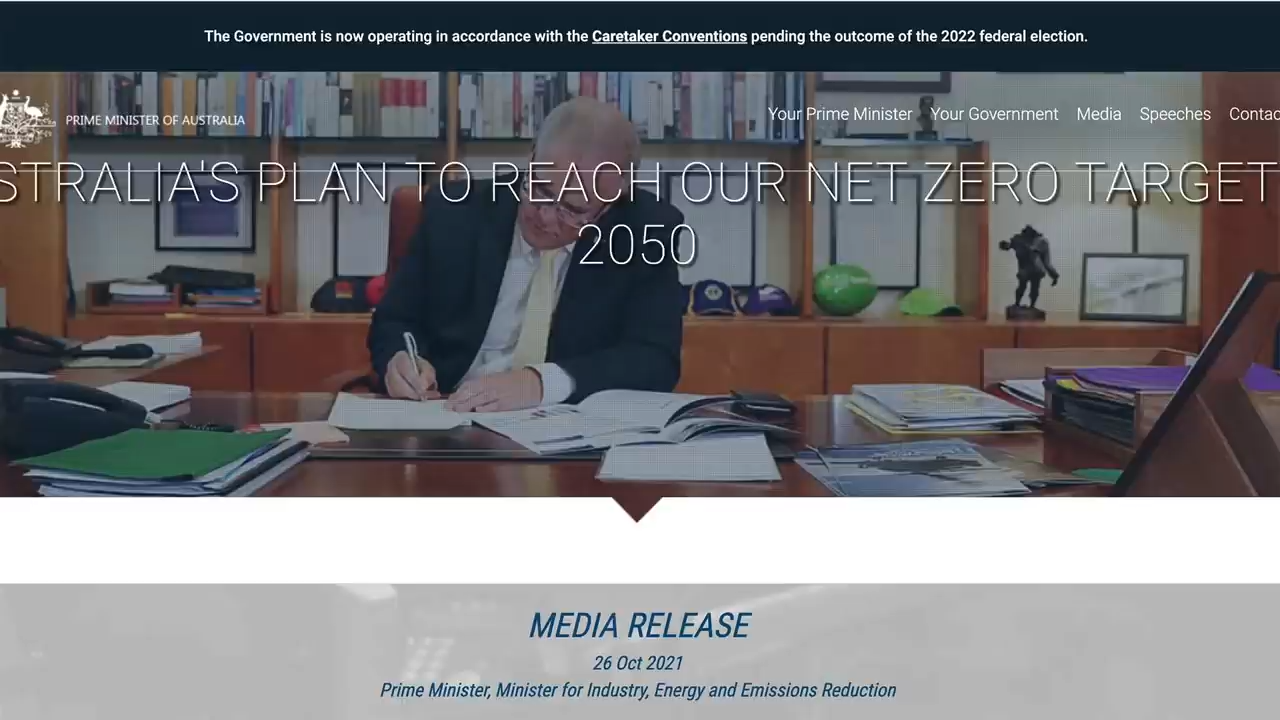 The Government is now operating in accordance with the Caretaker Conventions pending the outcome of the 2022 federal election.
PRIME MINISTER OF AUSTRALIA
Your Prime Minister Your Government Media Speeches Contac
STRALIA'S PLAN TO REACH OUR NET ZERO TARGET
2050
MEDIA RELEASE
26 Oct 2021
Prime Minister, Minister for Industry, Energy and Emissions Reduction